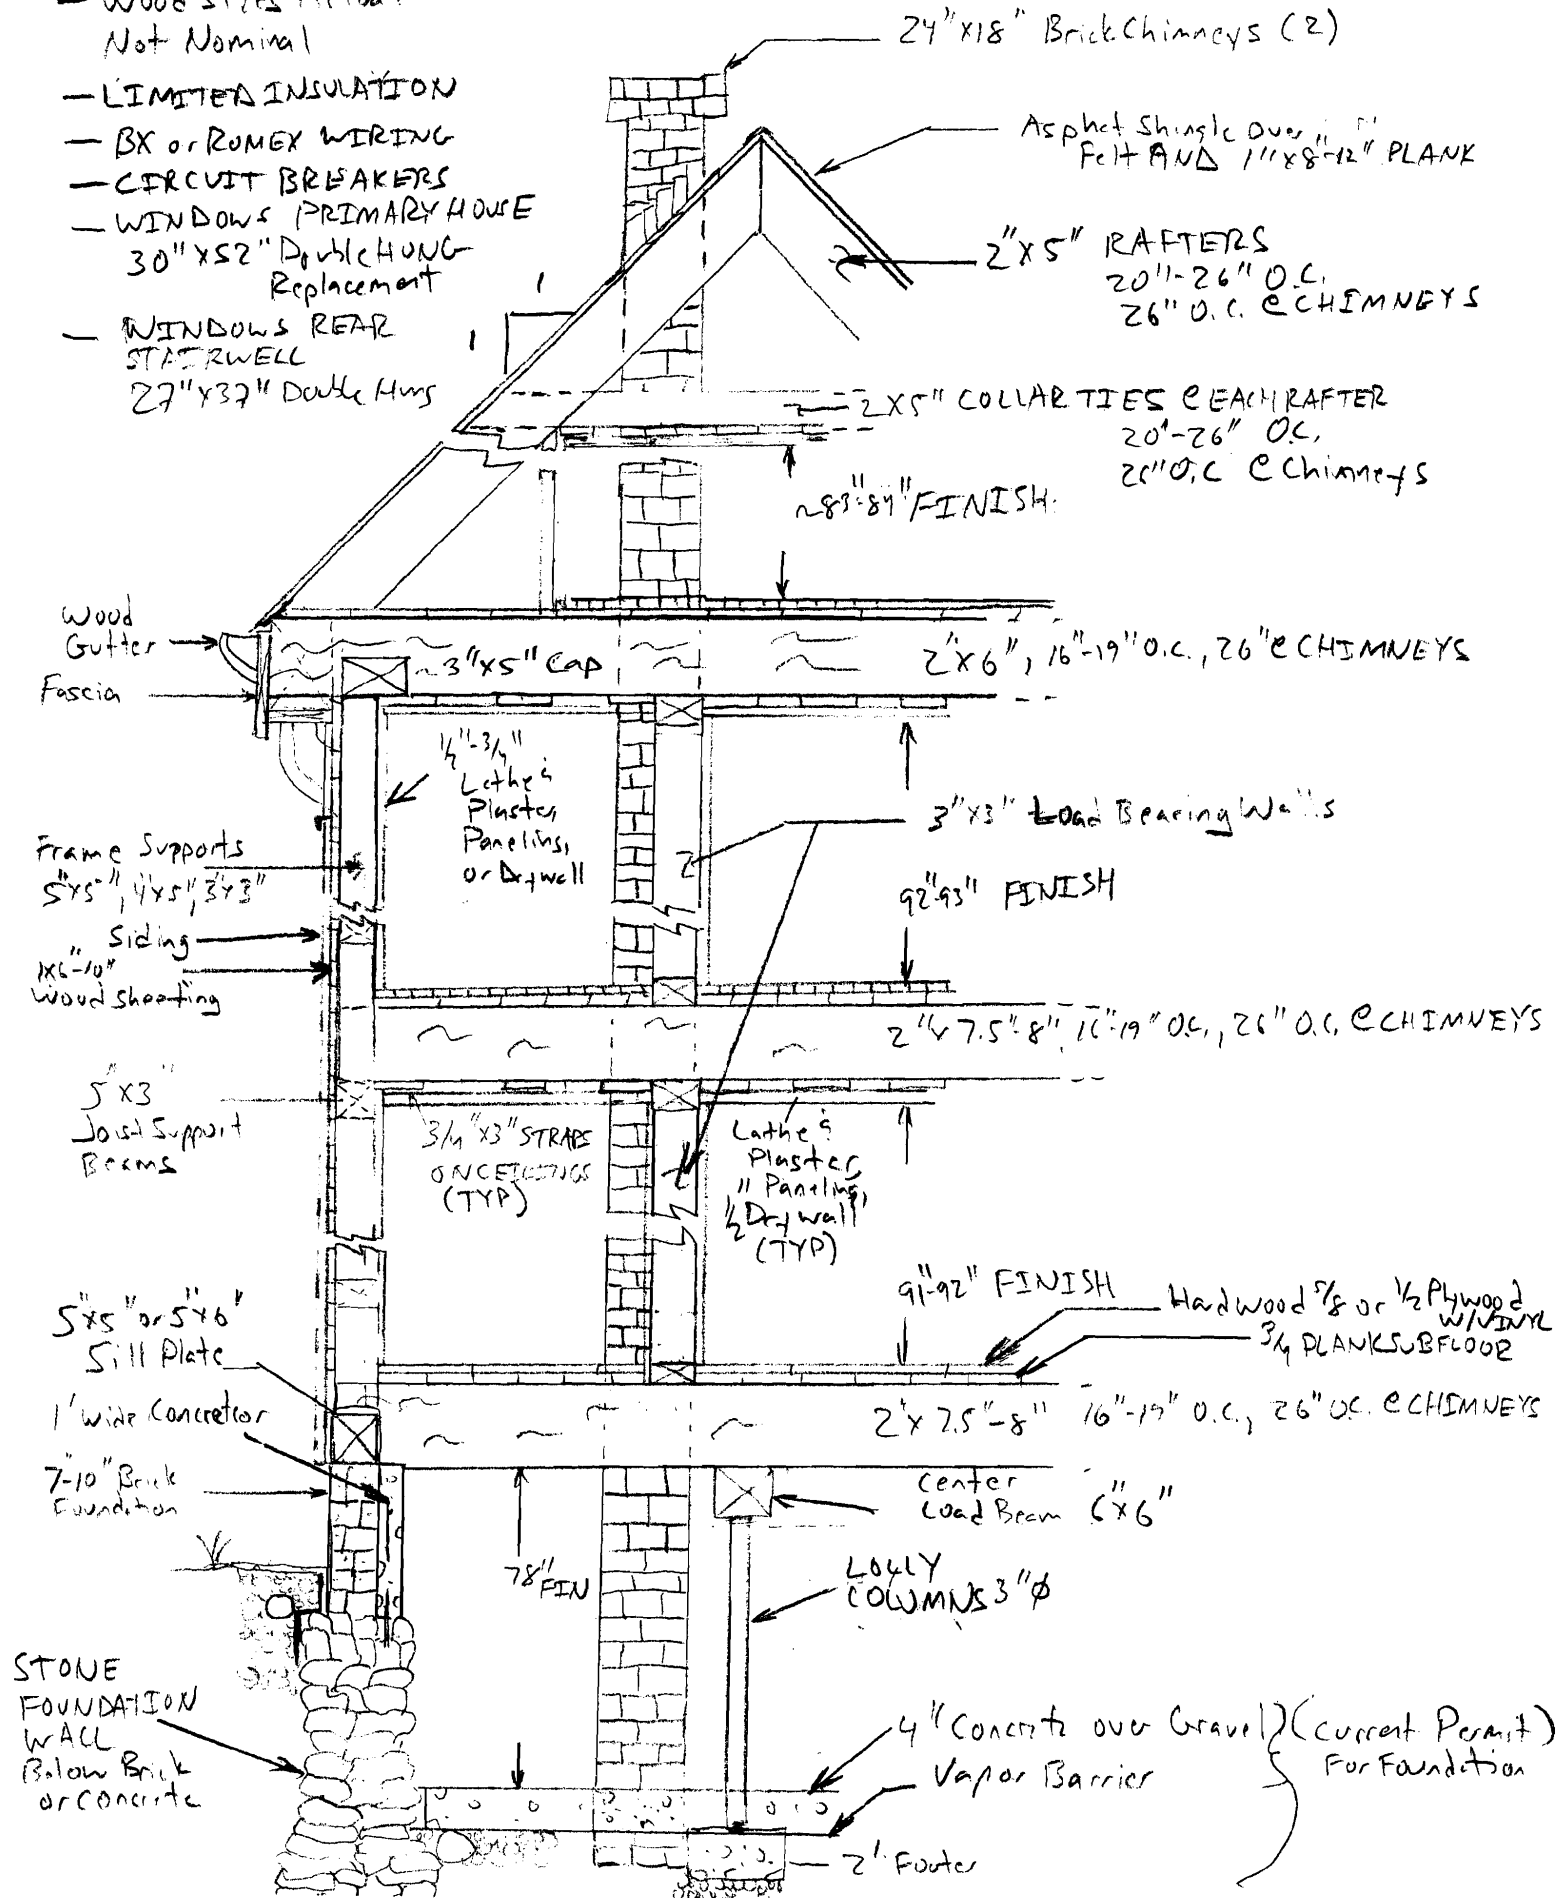 — Wood Sizes Actual
Not Nominal
— LIMITED INSULATION
— BX or ROMEX WIRING
— CIRCUIT BREAKERS
— WINDOWS PRIMARY HOUSE
30"x52" Double HUNG
Replacement
— WINDOWS REAR
STAIRWELL
27"x37" Double Hung
24"x18" Brick Chimneys (2)
Asphat Shingle over
Felt AND 1"x8"-12" PLANK
2"x5" RAFTERS
20"-26" O.C.
26" O.C. @ CHIMNEYS
1
1
2x5" COLLAR TIES @ EACH RAFTER
20"-26" O.C.
26" O.C @ Chimneys
~83"-84" FINISH
Wood
Gutter
Fascia
~3"x5" Cap
2"x6", 16"-19" O.C., 26" @ CHIMNEYS
1/2"-3/4"
Lathe &
Plaster,
Paneling,
or Drywall
3"x3" Load Bearing Walls
Frame Supports
5"x5", 4"x5", 3"x3"
92"-93" FINISH
Siding
1x6"-10"
Wood sheeting
2"x 7.5"-8" 16"-19" O.C., 26" O.C. @ CHIMNEYS
5"x3"
Joist Support
Beams
3/4"x3" STRAPS
ON CEILINGS
(TYP)
Lathe &
Plaster,
Paneling,
1/2" Drywall
(TYP)
91"-92" FINISH
Hardwood 5/8 or 1/2 Plywood
W/VINYL
3/4 PLANK SUBFLOOR
5"x5" or 5"x6"
Sill Plate
1' wide Concrete or
7-10" Brick
Foundation
2"x 7.5"-8" 16"-19" O.C., 26" O.C. @ CHIMNEYS
Center
Load Beam 6"x6"
78" FIN
LOLLY
COLUMNS 3"Ø
STONE
FOUNDATION
WALL
Below Brick
or concrete
4" Concrete over Gravel (current Permit)
Vapor Barrier For Foundation
2' Footer